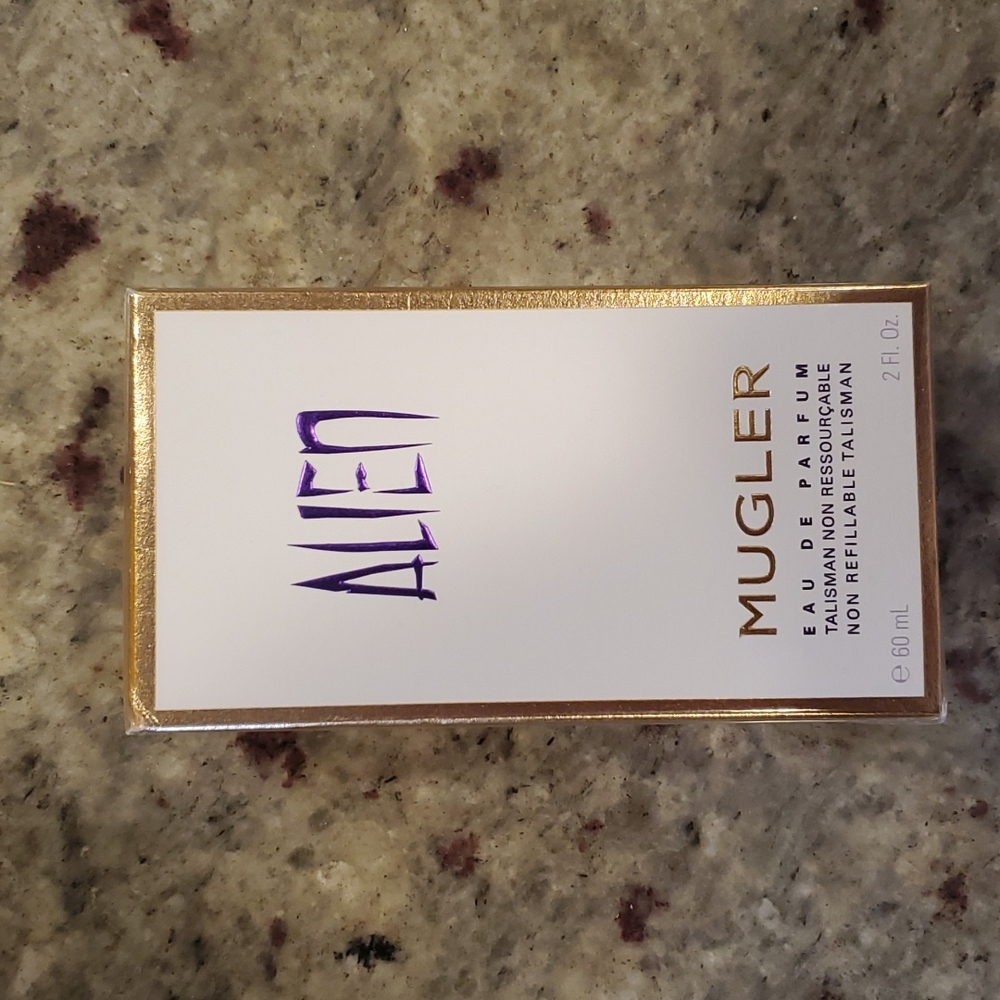 ALIEN
MUGLER
EAU DE PARFUM
TALISMAN NON RESSOURÇABLE
NON REFILLABLE TALISMAN
℮ 60 mL 2 Fl. Oz.